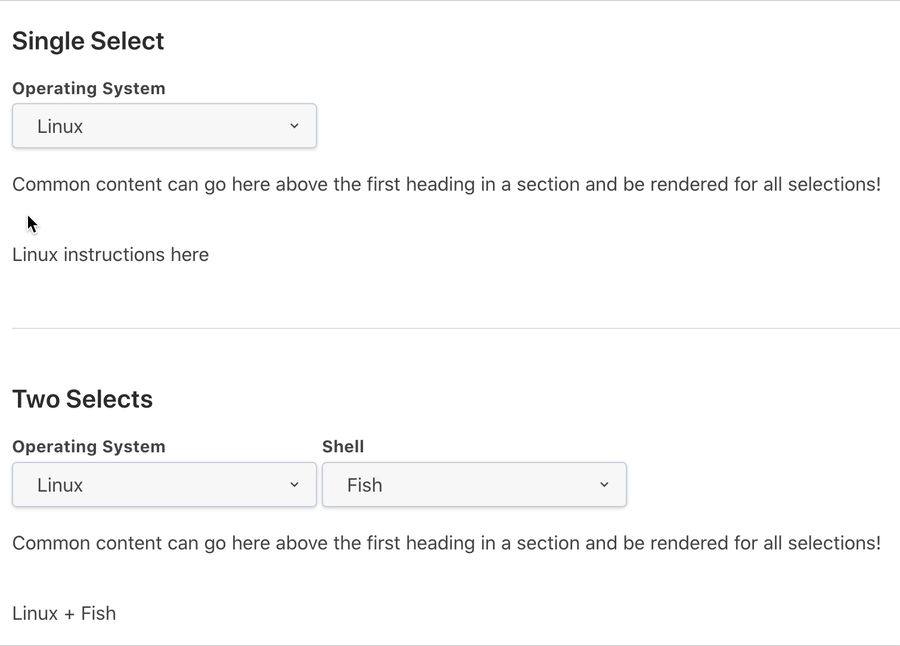 Single Select
Operating System
Linux
Common content can go here above the first heading in a section and be rendered for all selections!
Linux instructions here
Two Selects
Operating System Shell
Linux Fish
Common content can go here above the first heading in a section and be rendered for all selections!
Linux + Fish